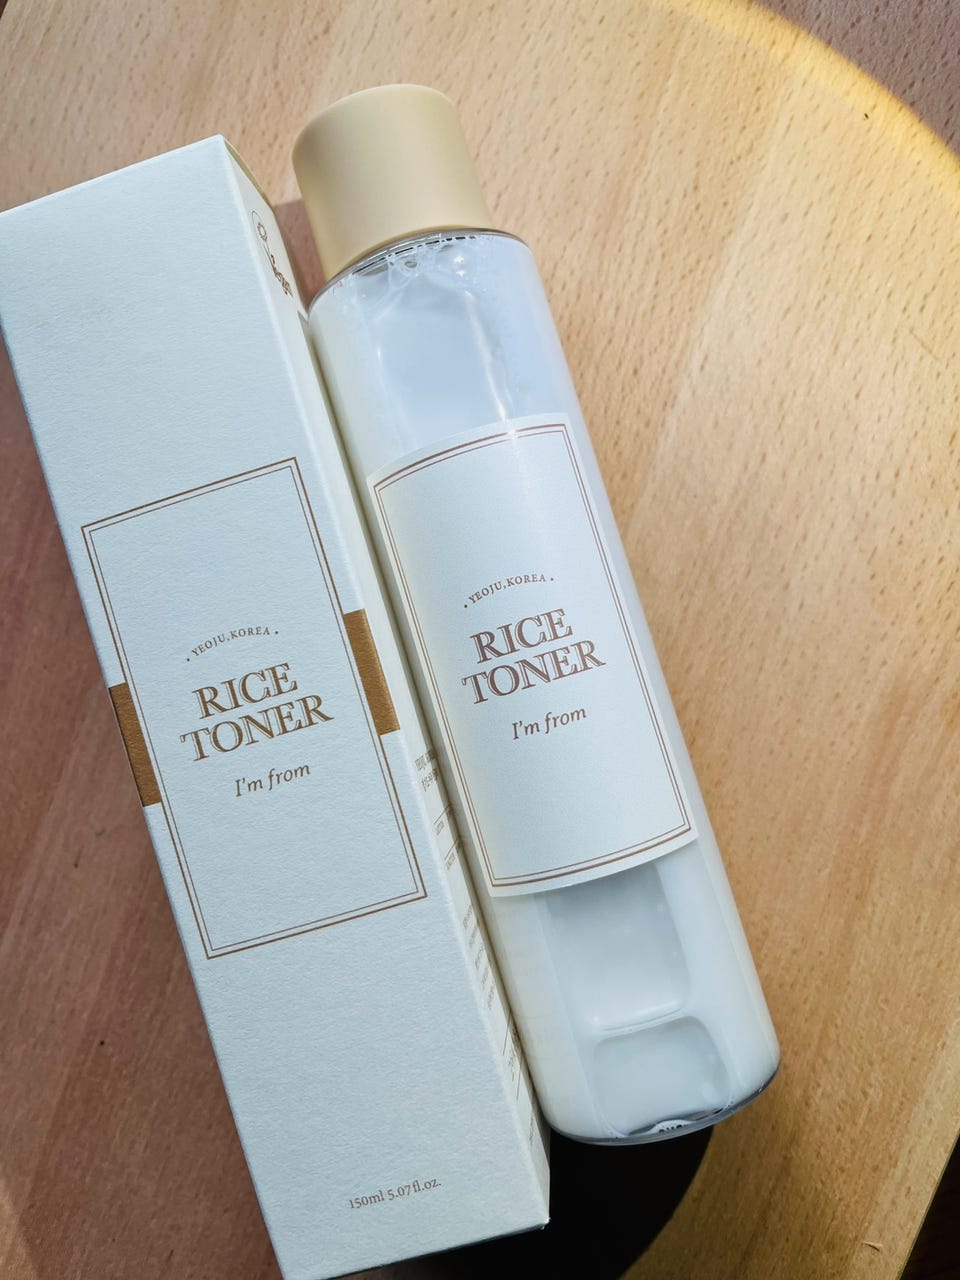 • YEOJU, KOREA •
RICE
TONER
I'm from
150ml 5.07fl.oz.
• YEOJU, KOREA •
RICE
TONER
I'm from